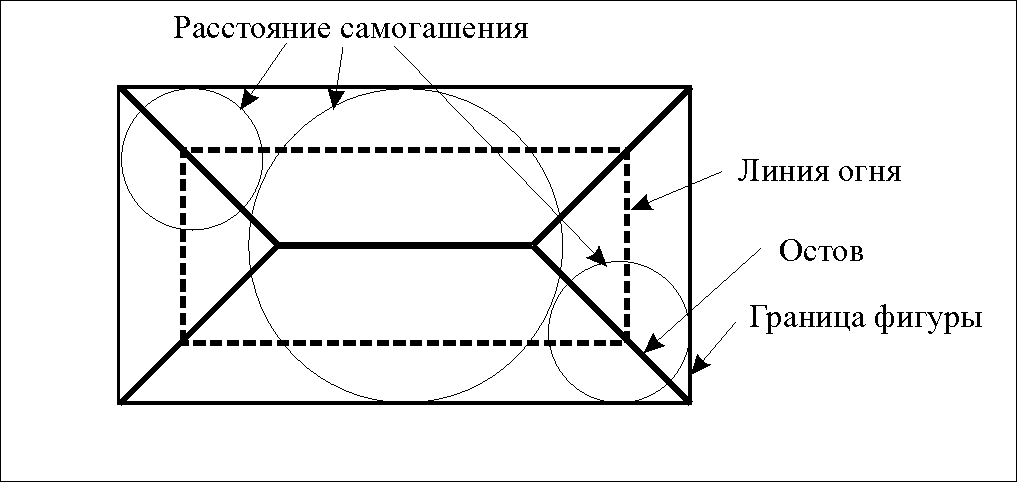 Расстояние самогашения
Линия огня
Остов
Граница фигуры